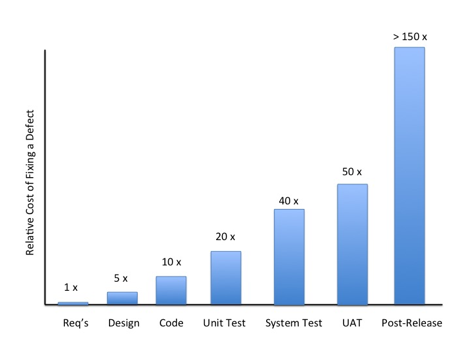 > 150 x
50 x
40 x
20 x
10 x
5 x
1 x
Relative Cost of Fixing a Defect
Req’s Design Code Unit Test System Test UAT Post-Release